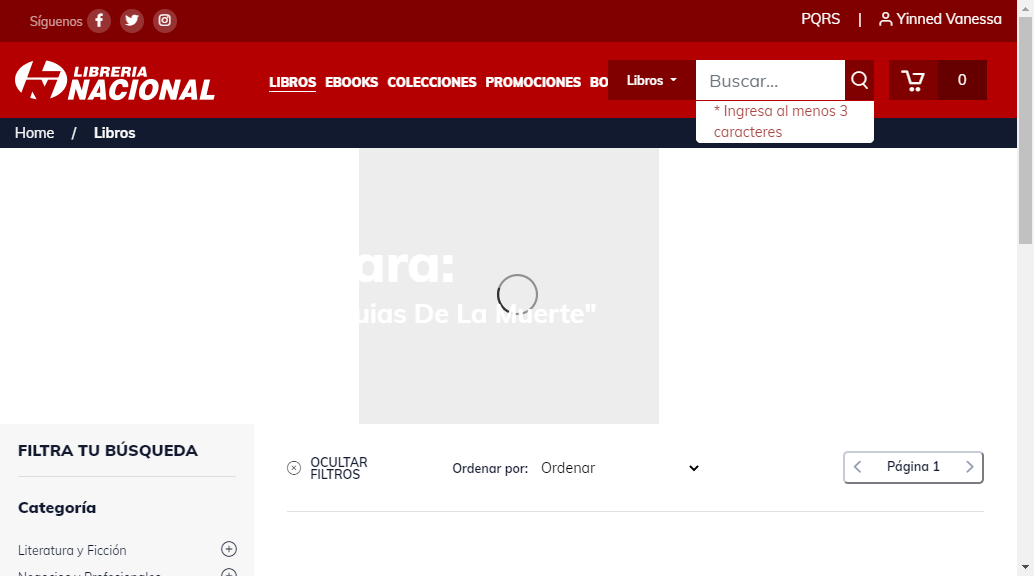 Síguenos
PQRS | Yinned Vanessa
LIBRERIA
NACIONAL
LIBROS EBOOKS COLECCIONES PROMOCIONES BO
Libros
Buscar...
0
* Ingresa al menos 3
caracteres
Home / Libros
ara:
uias De La Muerte"
FILTRA TU BÚSQUEDA
OCULTAR
FILTROS
Ordenar por: Ordenar
Página 1
Categoría
Literatura y Ficción
Negocios y Profesionales